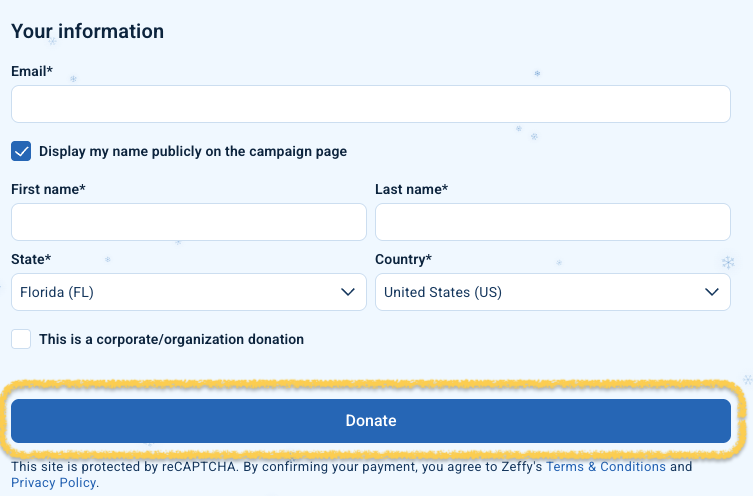 Your information
Email*
Display my name publicly on the campaign page
First name*
Last name*
State*
Country*
Florida (FL)
United States (US)
This is a corporate/organization donation
Donate
This site is protected by reCAPTCHA. By confirming your payment, you agree to Zeffy's Terms & Conditions and
Privacy Policy.